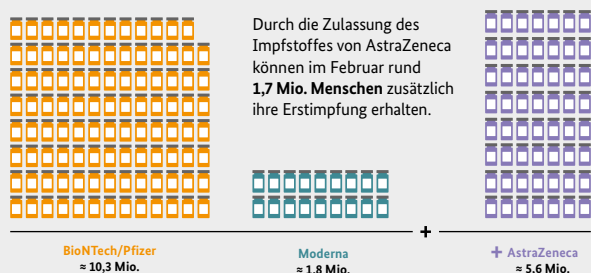 Durch die Zulassung des
Impfstoffes von AstraZeneca
können im Februar rund
1,7 Mio. Menschen zusätzlich
ihre Erstimpfung erhalten.
+
BioNTech/Pfizer
≈ 10,3 Mio.
Moderna
≈ 1,8 Mio.
+ AstraZeneca
≈ 5,6 Mio.